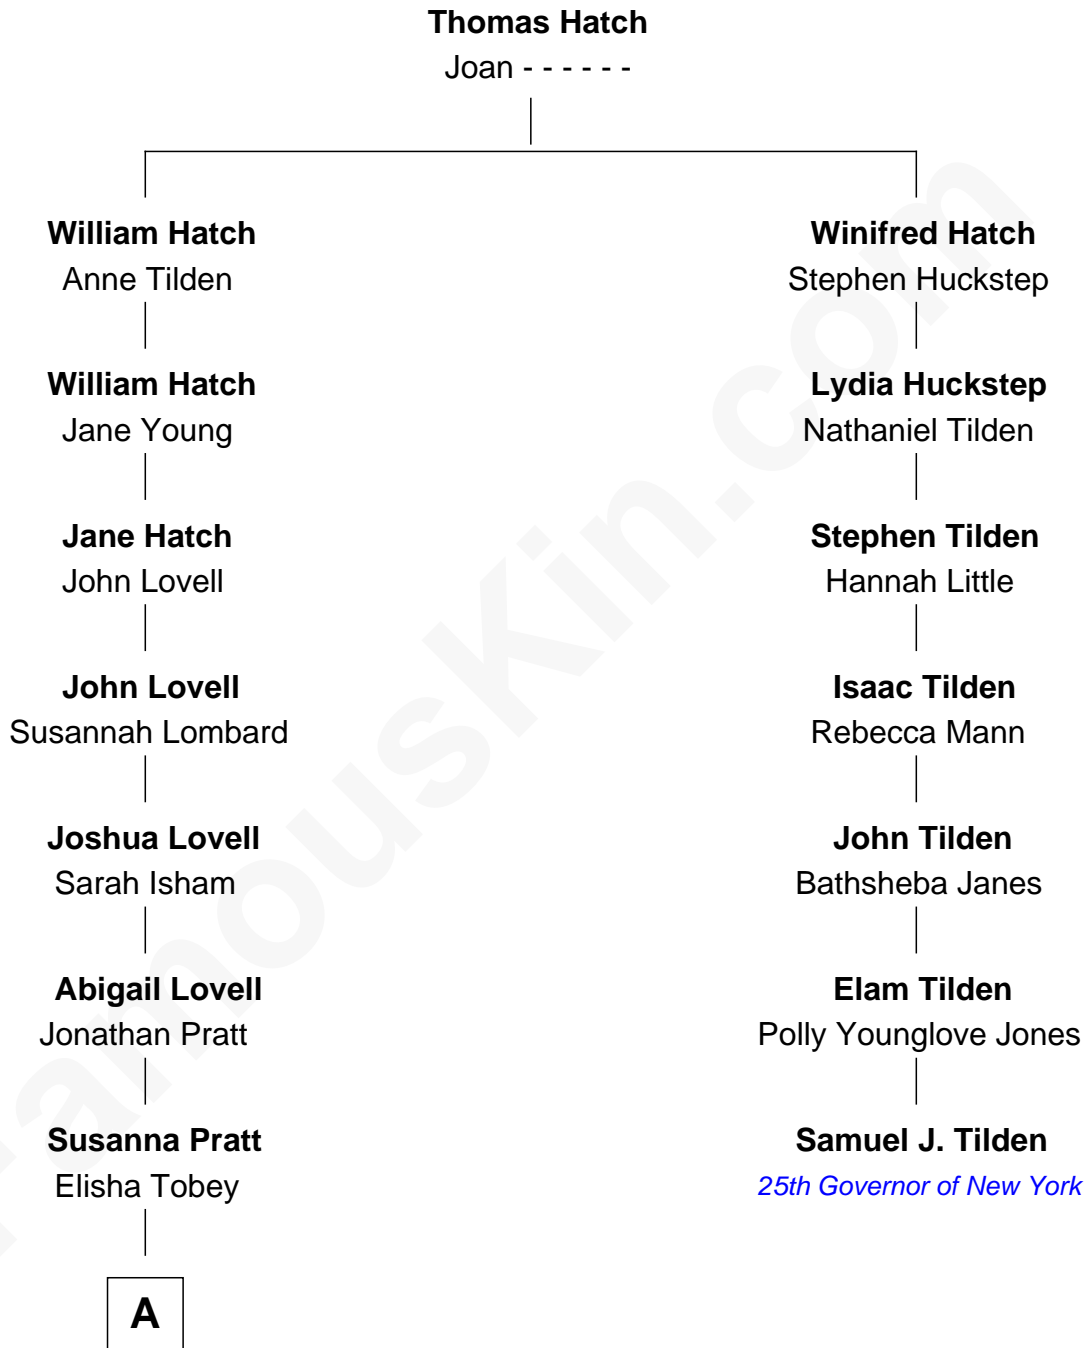 Thomas Hatch
Joan - - - - - -
William Hatch
Anne Tilden
Winifred Hatch
Stephen Huckstep
William Hatch
Jane Young
Lydia Huckstep
Nathaniel Tilden
Jane Hatch
John Lovell
Stephen Tilden
Hannah Little
John Lovell
Susannah Lombard
Isaac Tilden
Rebecca Mann
Joshua Lovell
Sarah Isham
John Tilden
Bathsheba Janes
Abigail Lovell
Jonathan Pratt
Elam Tilden
Polly Younglove Jones
Susanna Pratt
Elisha Tobey
Samuel J. Tilden
25th Governor of New York
A
FamousKin.com